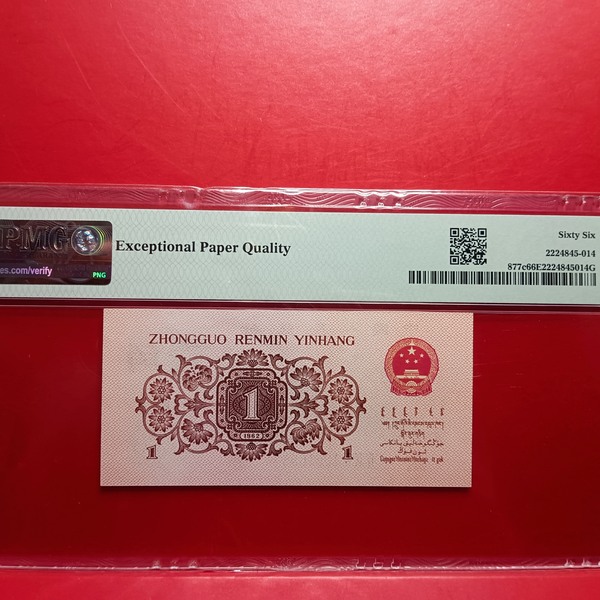 PMG
es.com/verify
PNG
Exceptional Paper Quality
Sixty Six
2224845-014
877c66E2224845014G
ZHONGGUO RENMIN YINHANG
1
1962
1
1